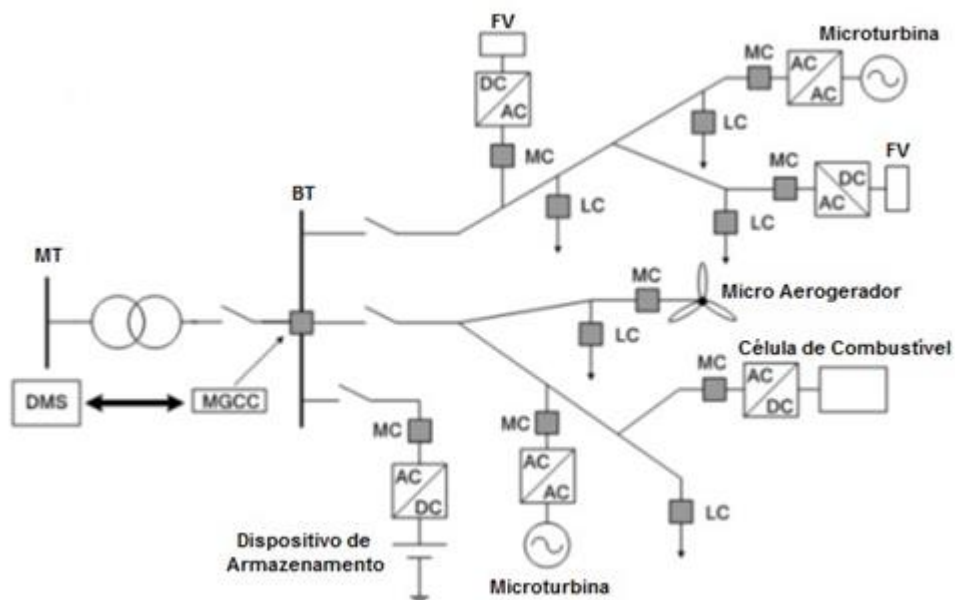 FV
Microturbina
MC
AC
AC
DC
AC
LC
MC
MC
FV
DC
AC
BT
LC
LC
MT
MC
Micro Aerogerador
LC
Célula de Combustível
MC
AC
DC
DMS
MGCC
MC
MC
AC
DC
AC
AC
LC
Dispositivo de
Armazenamento
Microturbina